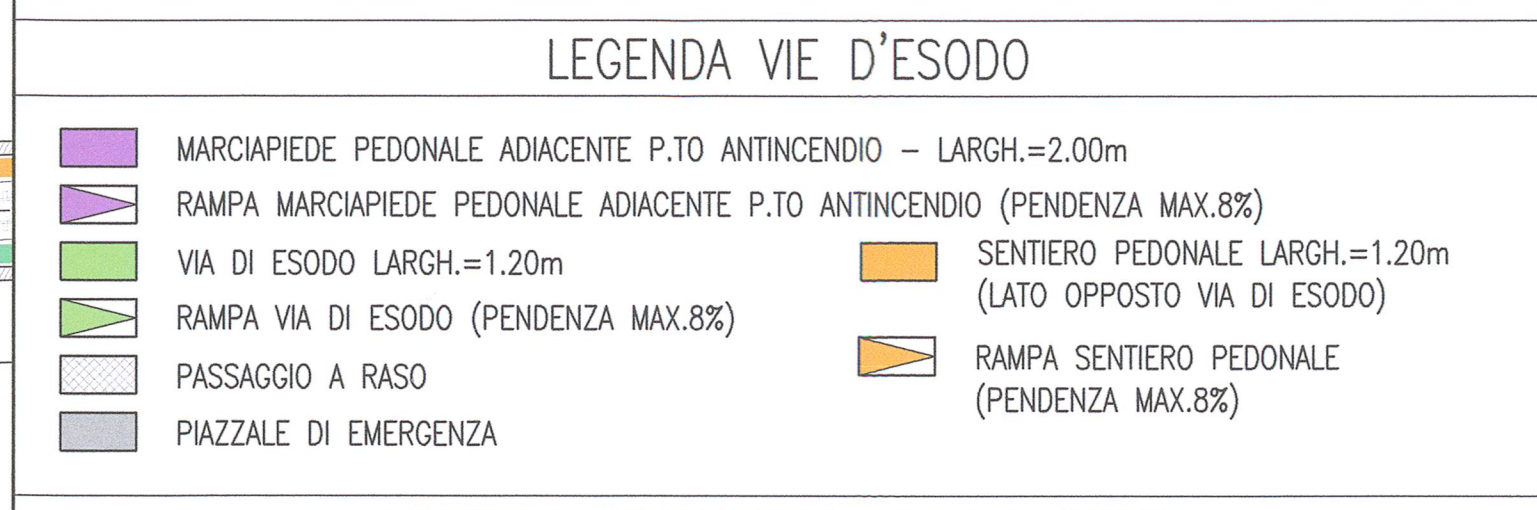 LEGENDA VIE D'ESODO
MARCIAPIEDE PEDONALE ADIACENTE P.TO ANTINCENDIO – LARGH.=2.00m
RAMPA MARCIAPIEDE PEDONALE ADIACENTE P.TO ANTINCENDIO (PENDENZA MAX.8%)
VIA DI ESODO LARGH.=1.20m
RAMPA VIA DI ESODO (PENDENZA MAX.8%)
PASSAGGIO A RASO
PIAZZALE DI EMERGENZA
SENTIERO PEDONALE LARGH.=1.20m
(LATO OPPOSTO VIA DI ESODO)
RAMPA SENTIERO PEDONALE
(PENDENZA MAX.8%)